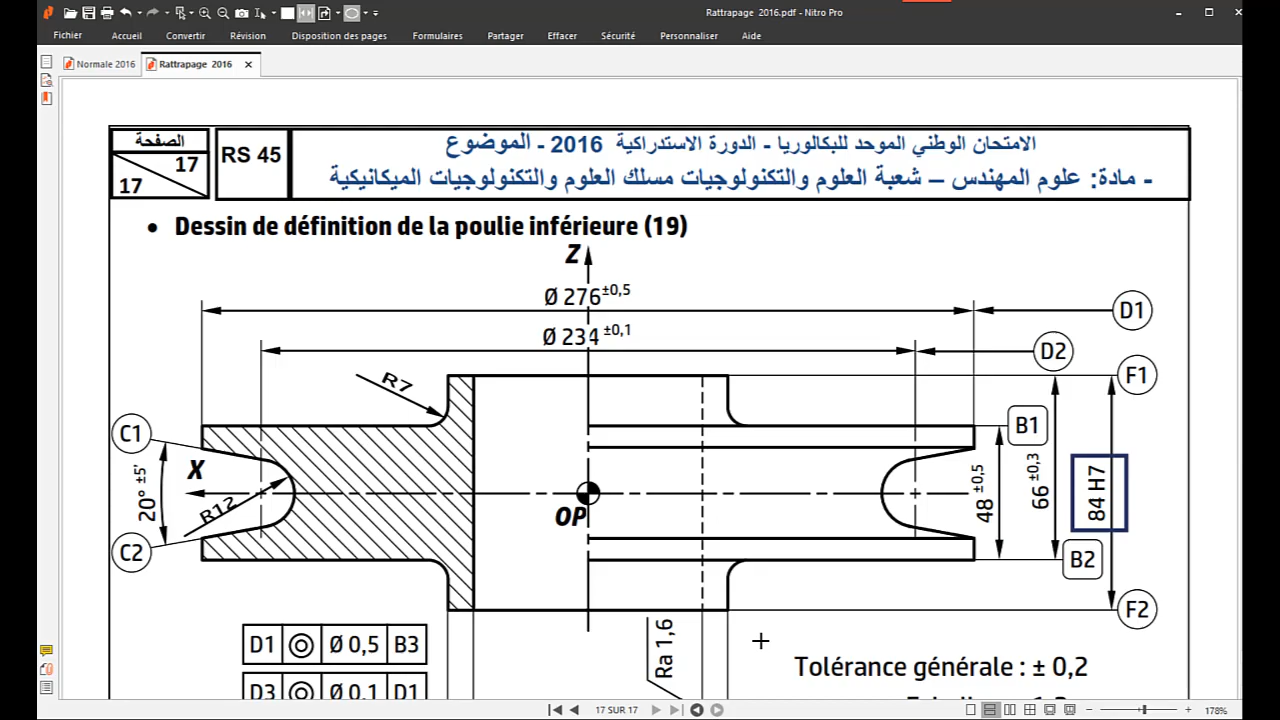 Rattrapage 2016.pdf - Nitro Pro
Fichier Accueil Convertir Révision Disposition des pages Formulaires Partager Effacer Sécurité Personnaliser Aide
Normale 2016 Rattrapage 2016
الصفحة
17
17
RS 45
الامتحان الوطني الموحد للبكالوريا - الدورة الاستدراكية 2016 - الموضوع
- مادة: علوم المهندس – شعبة العلوم والتكنولوجيات مسلك العلوم والتكنولوجيات الميكانيكية
• Dessin de définition de la poulie inférieure (19)
Z
Ø 276±0,5
D1
Ø 234 ±0,1
D2
R7
F1
C1
B1
X
20° ±5'
R12
OP
48 ±0,5
66 ±0,3
84 H7
C2
B2
F2
D1 ◎ Ø 0,5 B3
Ra 1,6
Tolérance générale : ± 0,2
D3 ◎ Ø 0,1 D1
17 SUR 17
178%